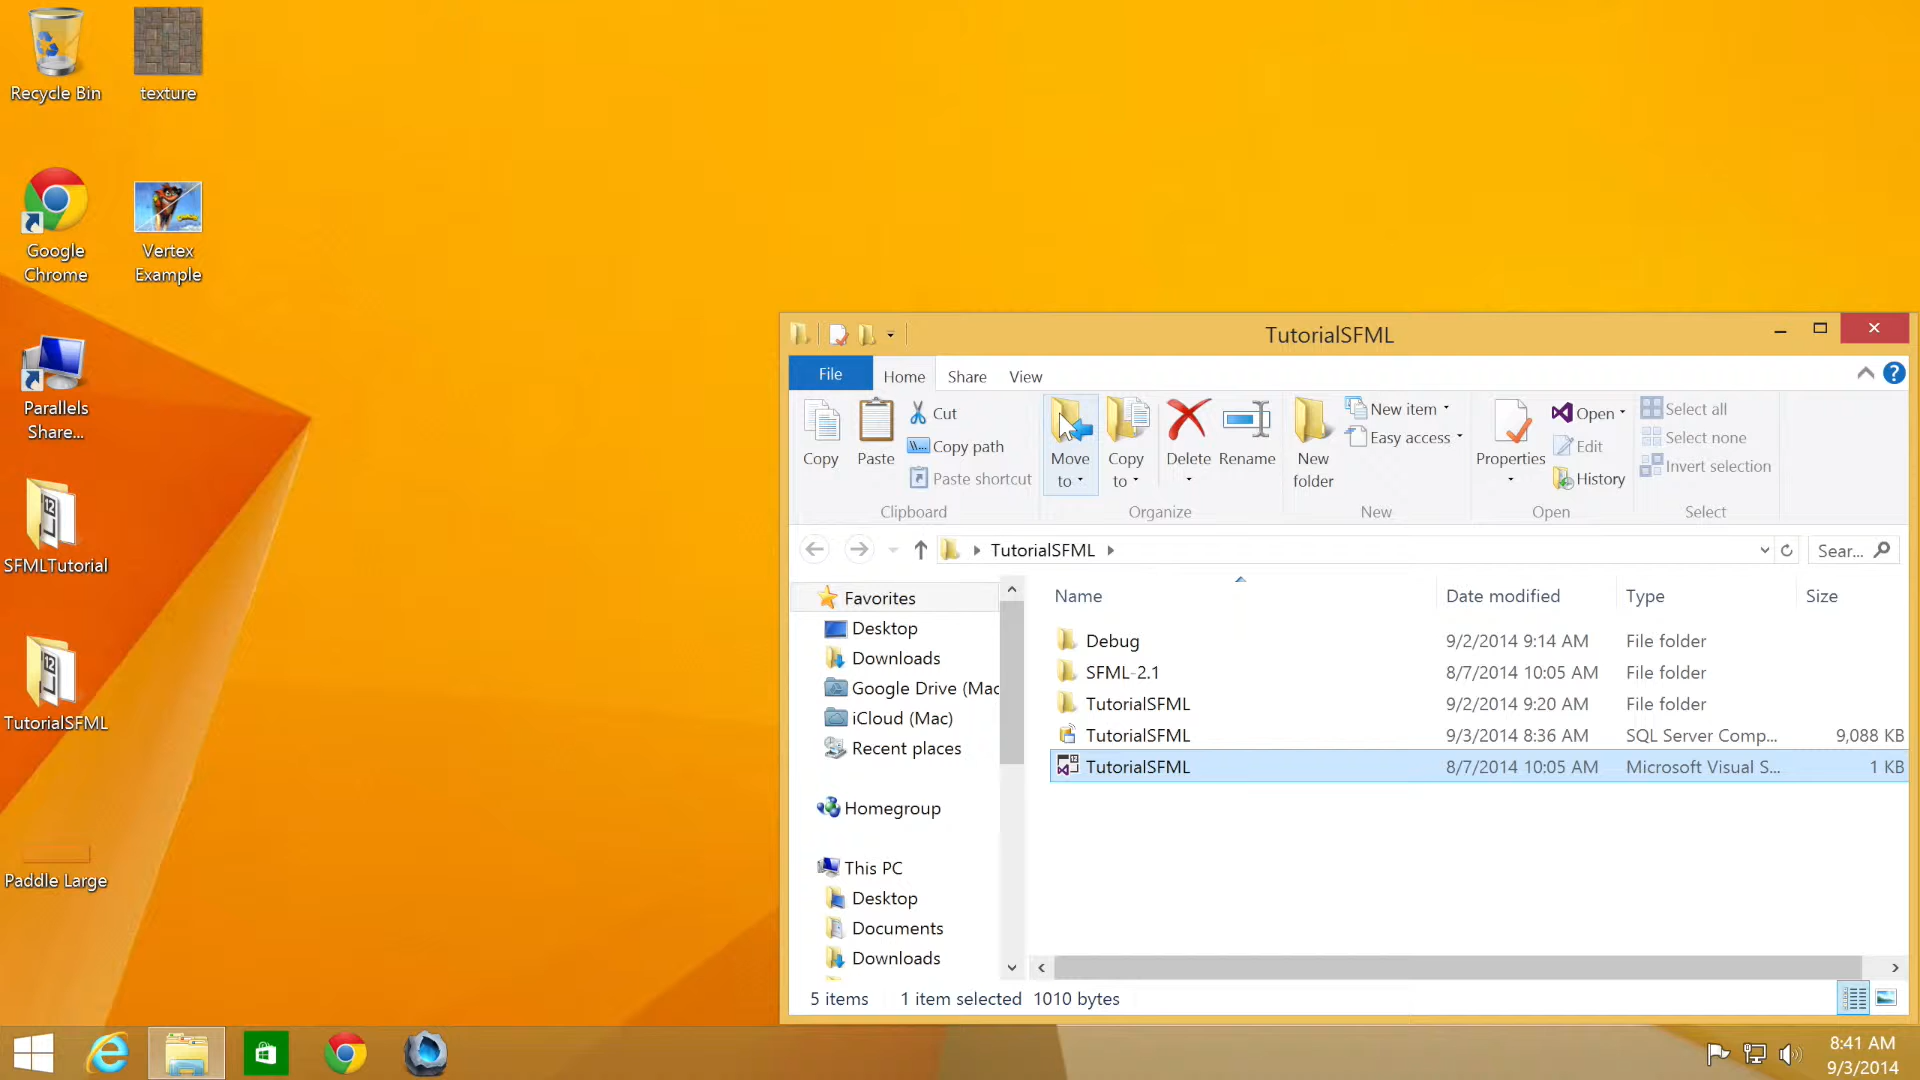 Recycle Bin
texture
Google
Chrome
Vertex
Example
Parallels
Share...
SFMLTutorial
TutorialSFML
Paddle Large
TutorialSFML
File
Home
Share
View
Copy
Paste
Cut
Copy path
Paste shortcut
Clipboard
Move
to
Copy
to
Delete
Rename
Organize
New
folder
New item
Easy access
New
Properties
Open
Edit
History
Open
Select all
Select none
Invert selection
Select
TutorialSFML
Sear...
Favorites
Desktop
Downloads
Google Drive (Mac
iCloud (Mac)
Recent places
Homegroup
This PC
Desktop
Documents
Downloads
Name Date modified Type Size
Debug 9/2/2014 9:14 AM File folder
SFML-2.1 8/7/2014 10:05 AM File folder
TutorialSFML 9/2/2014 9:20 AM File folder
TutorialSFML 9/3/2014 8:36 AM SQL Server Comp... 9,088 KB
TutorialSFML 8/7/2014 10:05 AM Microsoft Visual S... 1 KB
5 items 1 item selected 1010 bytes
8:41 AM
9/3/2014